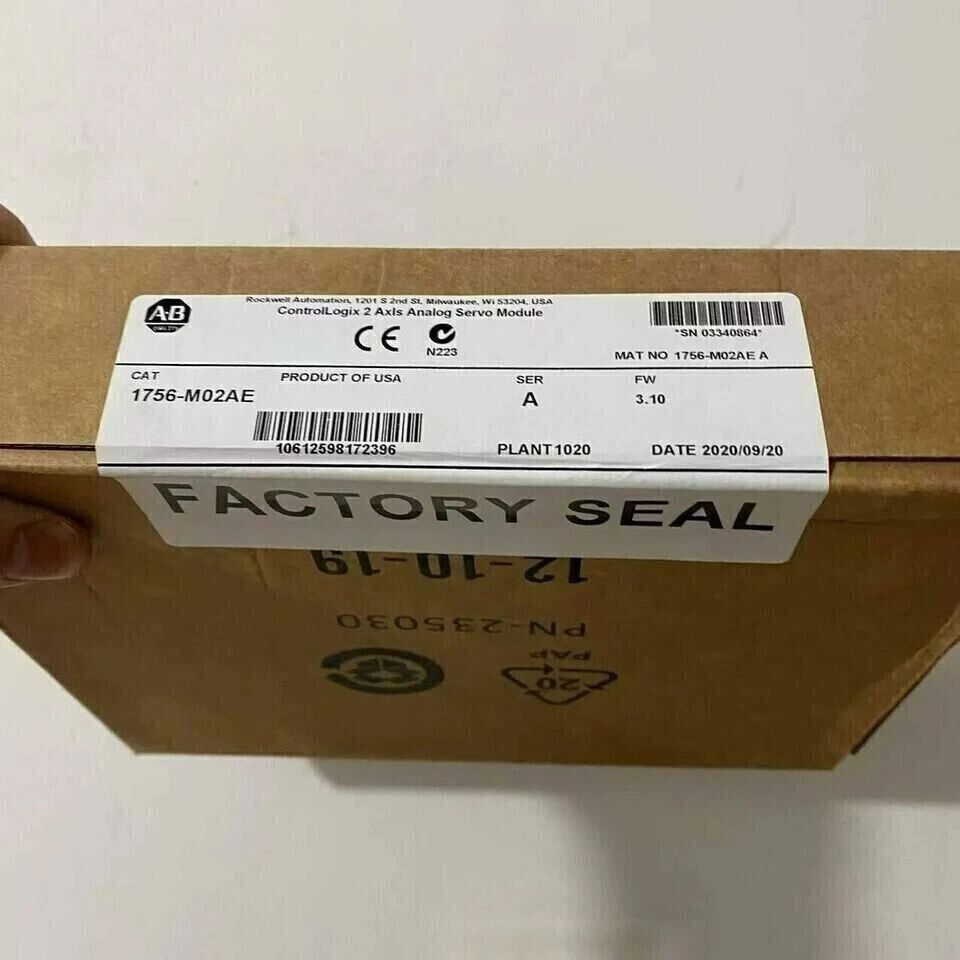 A-B
Rockwell Automation, 1201 S 2nd St. Milwaukee, Wi 53204, USA
ControlLogix 2 AxIs Analog Servo Module
CE
N223
*SN 03340864*
MAT NO 1756-M02AE A
CAT
PRODUCT OF USA
SER
FW
1756-M02AE
A
3.10
10612598172396
PLANT 1020
DATE 2020/09/20
FACTORY SEAL
12-10-19
PN-235030
PAP
20